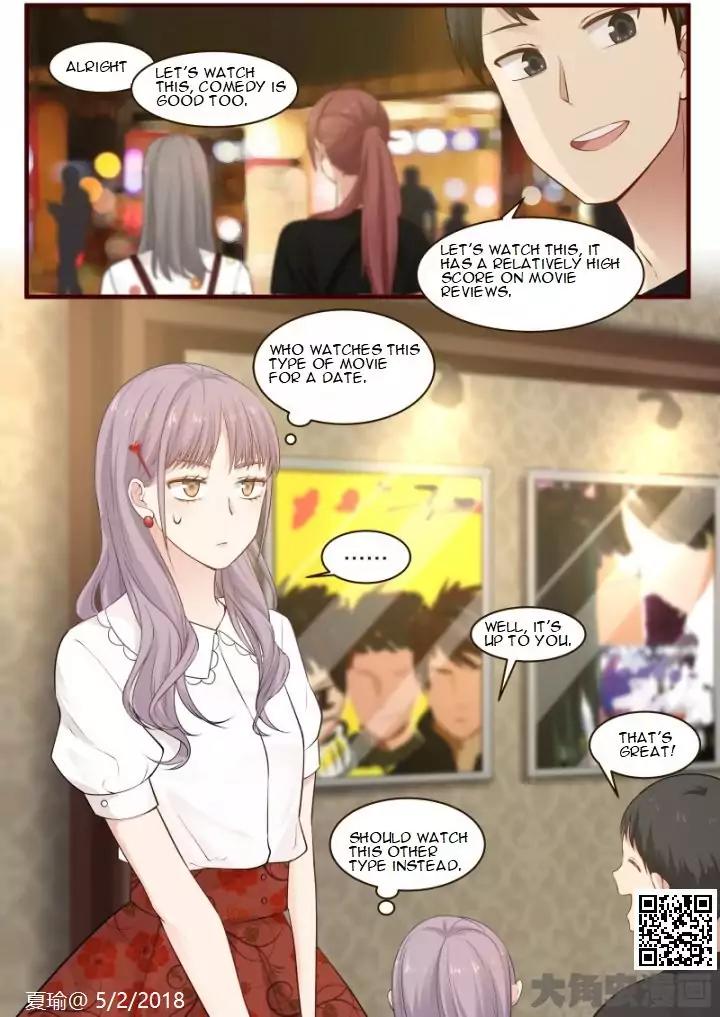 ALRIGHT
LET'S WATCH
THIS, COMEDY IS
GOOD TOO.
LET'S WATCH THIS, IT
HAS A RELATIVELY HIGH
SCORE ON MOVIE
REVIEWS.
WHO WATCHES THIS
TYPE OF MOVIE
FOR A DATE.
......
WELL, IT'S
UP TO YOU.
THAT'S
GREAT!
SHOULD WATCH
THIS OTHER
TYPE INSTEAD.
夏瑜@ 5/2/2018
大角虫漫画